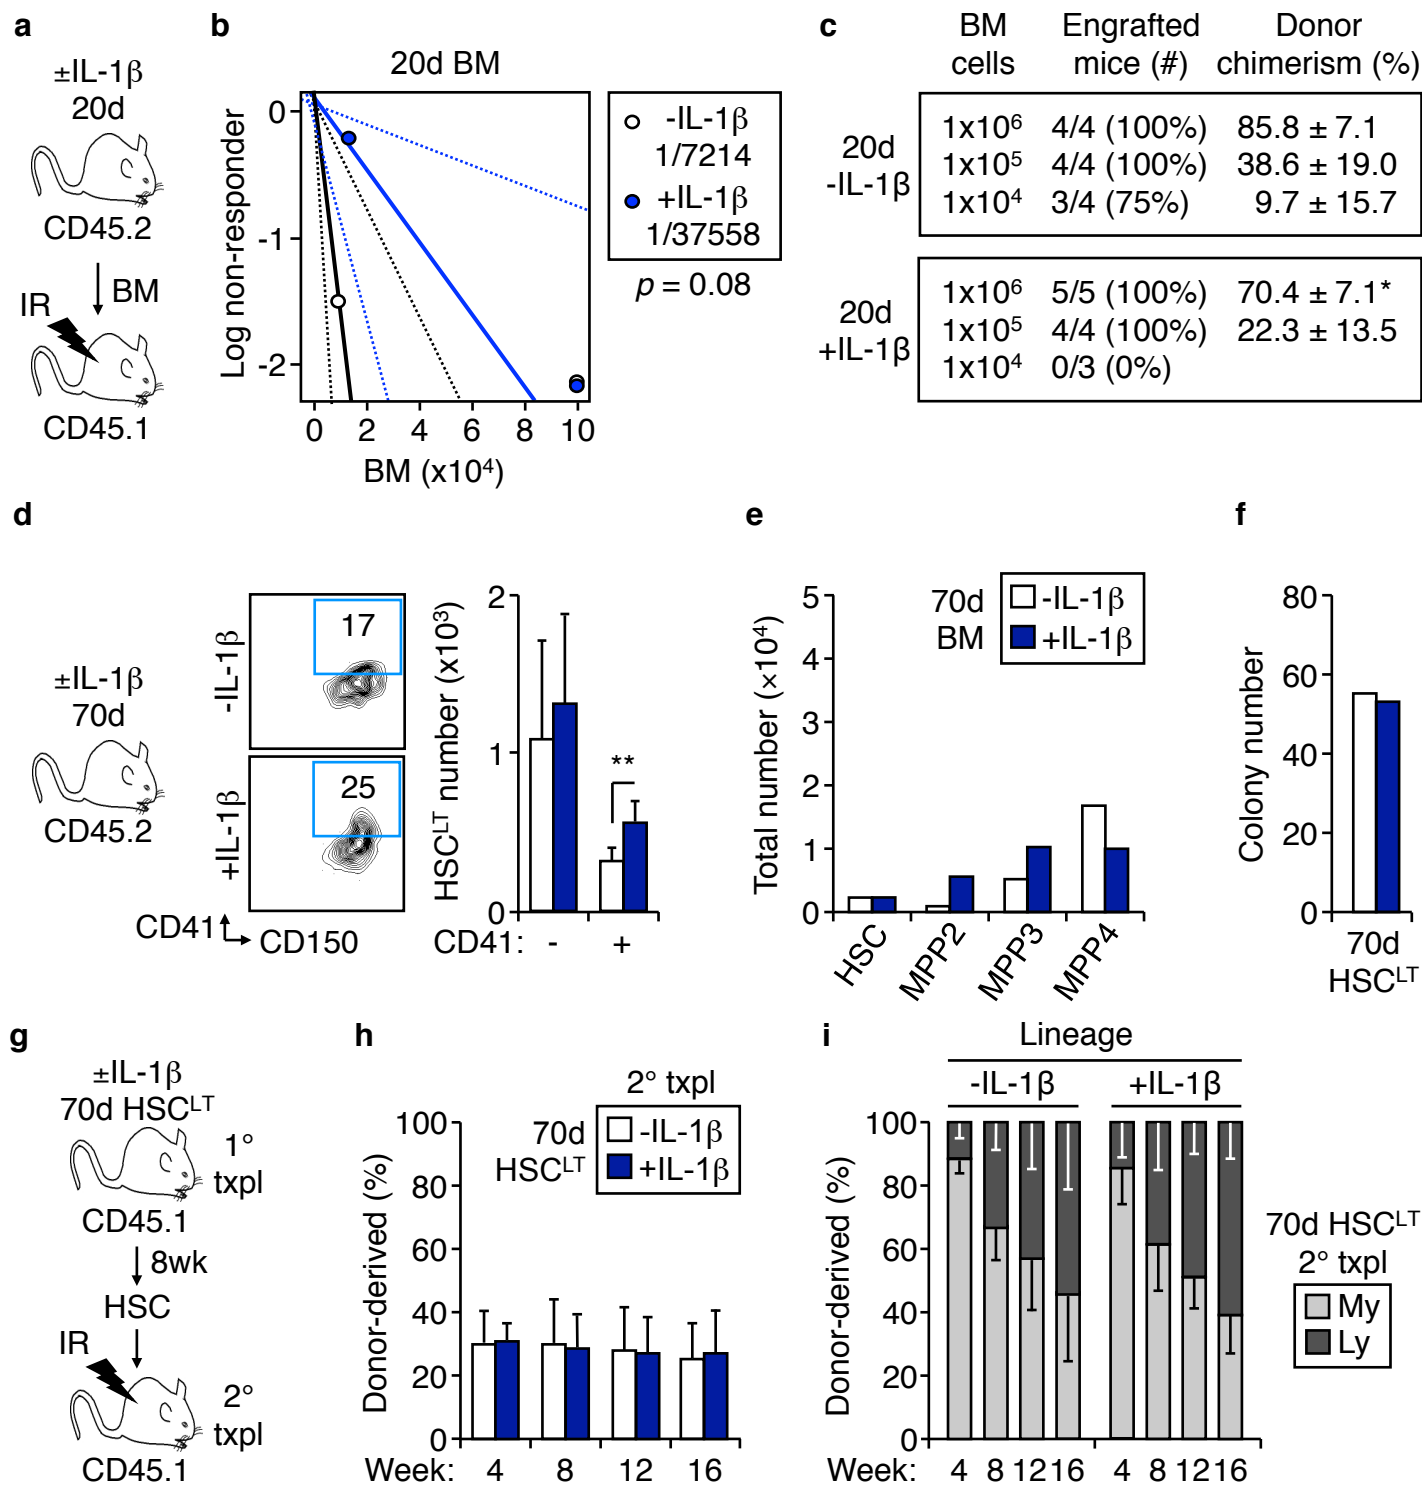 a
±IL-1β
20d
CD45.2
BM
IR
CD45.1
b
20d BM
Log non-responder
0
-1
-2
0 2 4 6 8 10
BM (x10⁴)
-IL-1β
1/7214
+IL-1β
1/37558
p = 0.08
c
BM cells Engrafted mice (#) Donor chimerism (%)
20d -IL-1β
1x10⁶ 4/4 (100%) 85.8 ± 7.1
1x10⁵ 4/4 (100%) 38.6 ± 19.0
1x10⁴ 3/4 (75%) 9.7 ± 15.7
20d +IL-1β
1x10⁶ 5/5 (100%) 70.4 ± 7.1*
1x10⁵ 4/4 (100%) 22.3 ± 13.5
1x10⁴ 0/3 (0%)
d
±IL-1β
70d
CD45.2
-IL-1β
17
+IL-1β
25
CD41
CD150
HSCᴸᵀ number (x10³)
2
1
0
**
CD41: - +
e
70d
BM
-IL-1β
+IL-1β
Total number (×10⁴)
5
4
3
2
1
0
HSC MPP2 MPP3 MPP4
f
Colony number
80
60
40
20
0
70d
HSCᴸᵀ
g
±IL-1β
70d HSCᴸᵀ
1°
txpl
CD45.1
8wk
HSC
IR
2°
txpl
CD45.1
h
2° txpl
70d
HSCᴸᵀ
-IL-1β
+IL-1β
Donor-derived (%)
100
80
60
40
20
0
Week: 4 8 12 16
i
Lineage
-IL-1β +IL-1β
Donor-derived (%)
100
80
60
40
20
0
Week: 4 8 12 16 4 8 12 16
70d HSCᴸᵀ
2° txpl
My
Ly